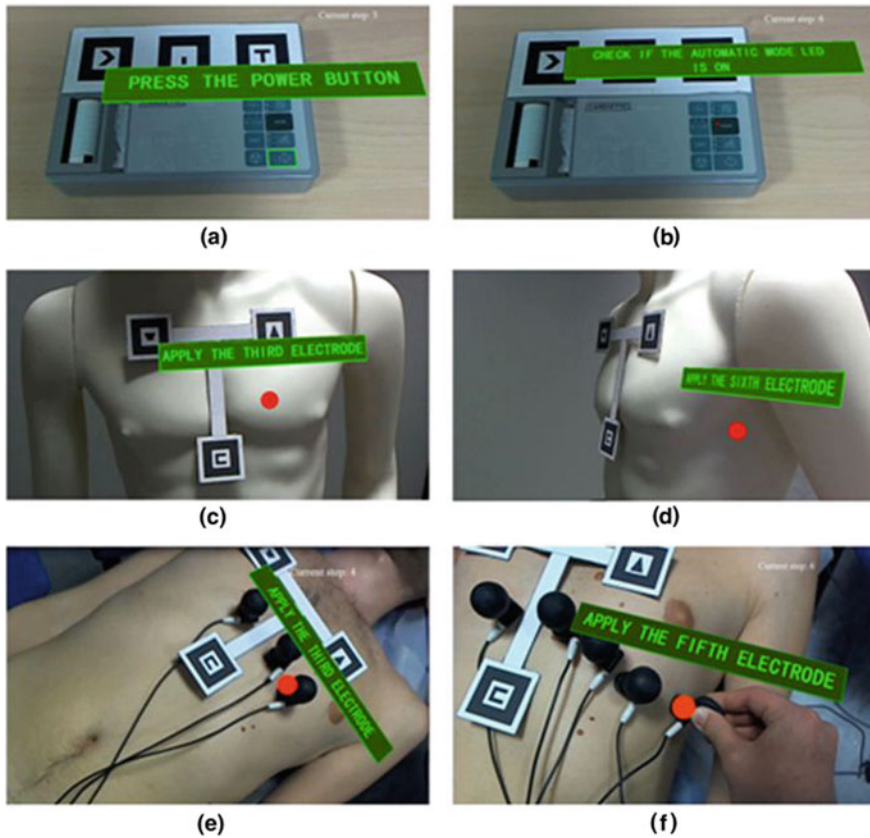 Current step: 5
PRESS THE POWER BUTTON
(a)
Current step: 6
CHECK IF THE AUTOMATIC MODE LED
IS ON
(b)
APPLY THE THIRD ELECTRODE
(c)
APPLY THE SIXTH ELECTRODE
(d)
Current step: 4
APPLY THE THIRD ELECTRODE
(e)
Current step: 6
APPLY THE FIFTH ELECTRODE
(f)